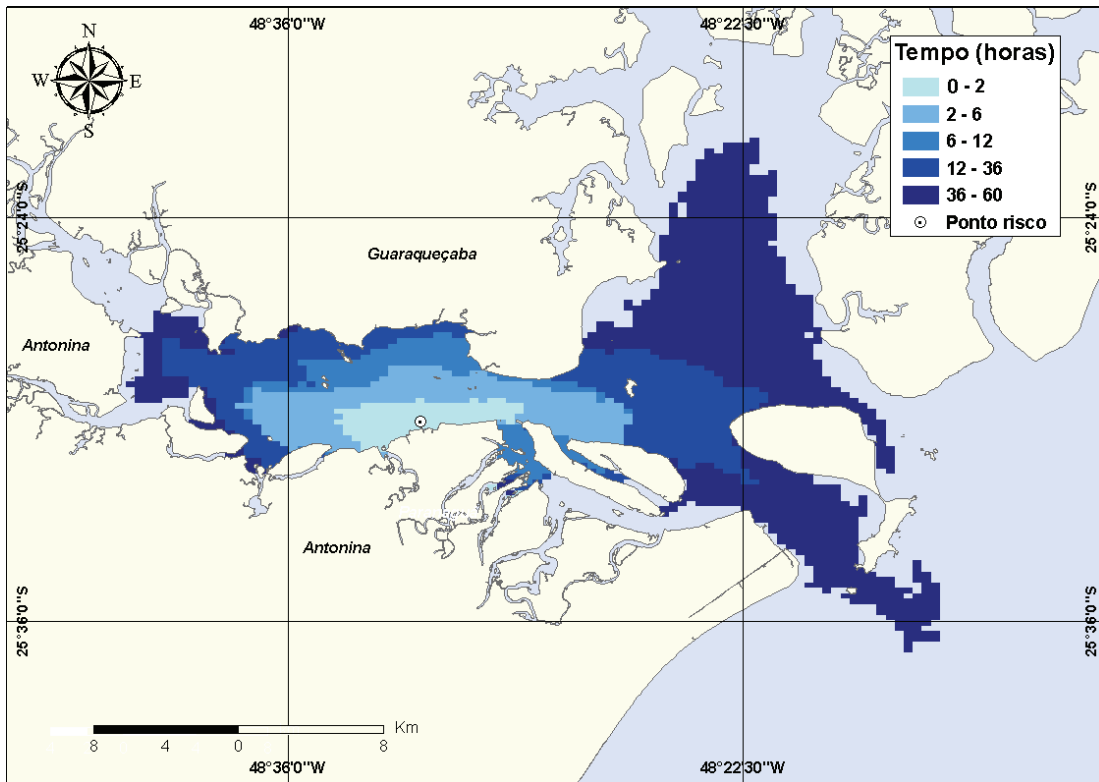 48°36'0"W
48°22'30"W
N
W
E
S
Tempo (horas)
0 - 2
2 - 6
6 - 12
12 - 36
36 - 60
Ponto risco
25°24'0"S
25°24'0"S
Guaraqueçaba
Antonina
Antonina
25°36'0"S
25°36'0"S
Km
8
4
0
8
48°36'0"W
48°22'30"W